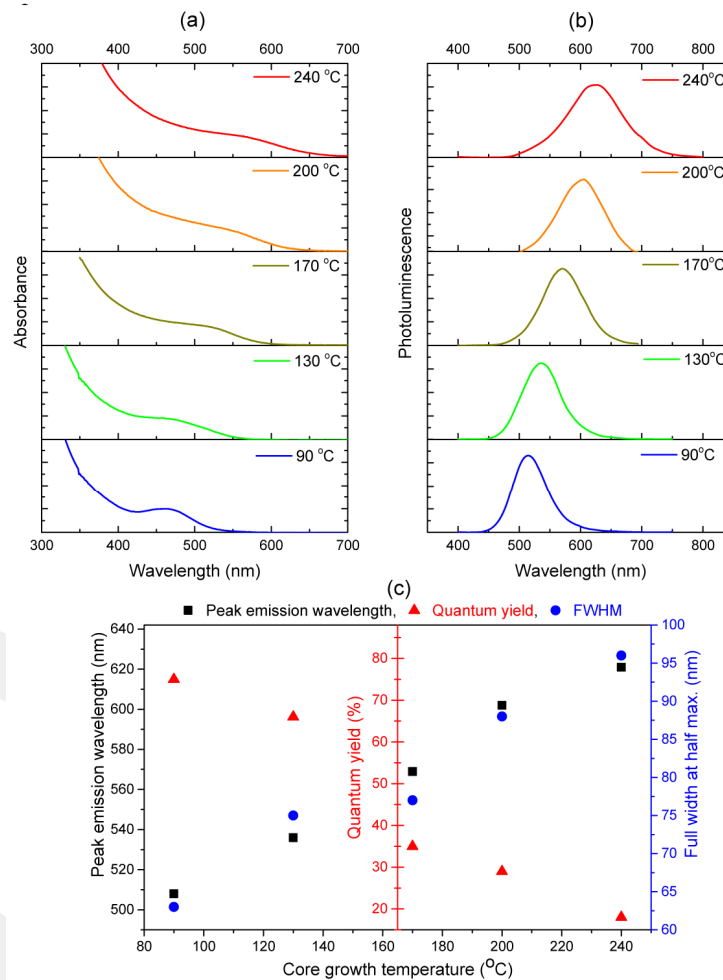 (a)
(b)
300 400 500 600 700
400 500 600 700 800
240 °C
240°C
200 °C
200°C
170 °C
170°C
130 °C
130°C
90 °C
90°C
Absorbance
Photoluminescence
300 400 500 600 700
400 500 600 700 800
Wavelength (nm)
Wavelength (nm)
(c)
Peak emission wavelength, Quantum yield, FWHM
640
620
600
580
560
540
520
500
Peak emission wavelength (nm)
80
70
60
50
40
30
20
Quantum yield (%)
100
95
90
85
80
75
70
65
60
Full width at half max. (nm)
80 100 120 140 160 180 200 220 240
Core growth temperature (°C)